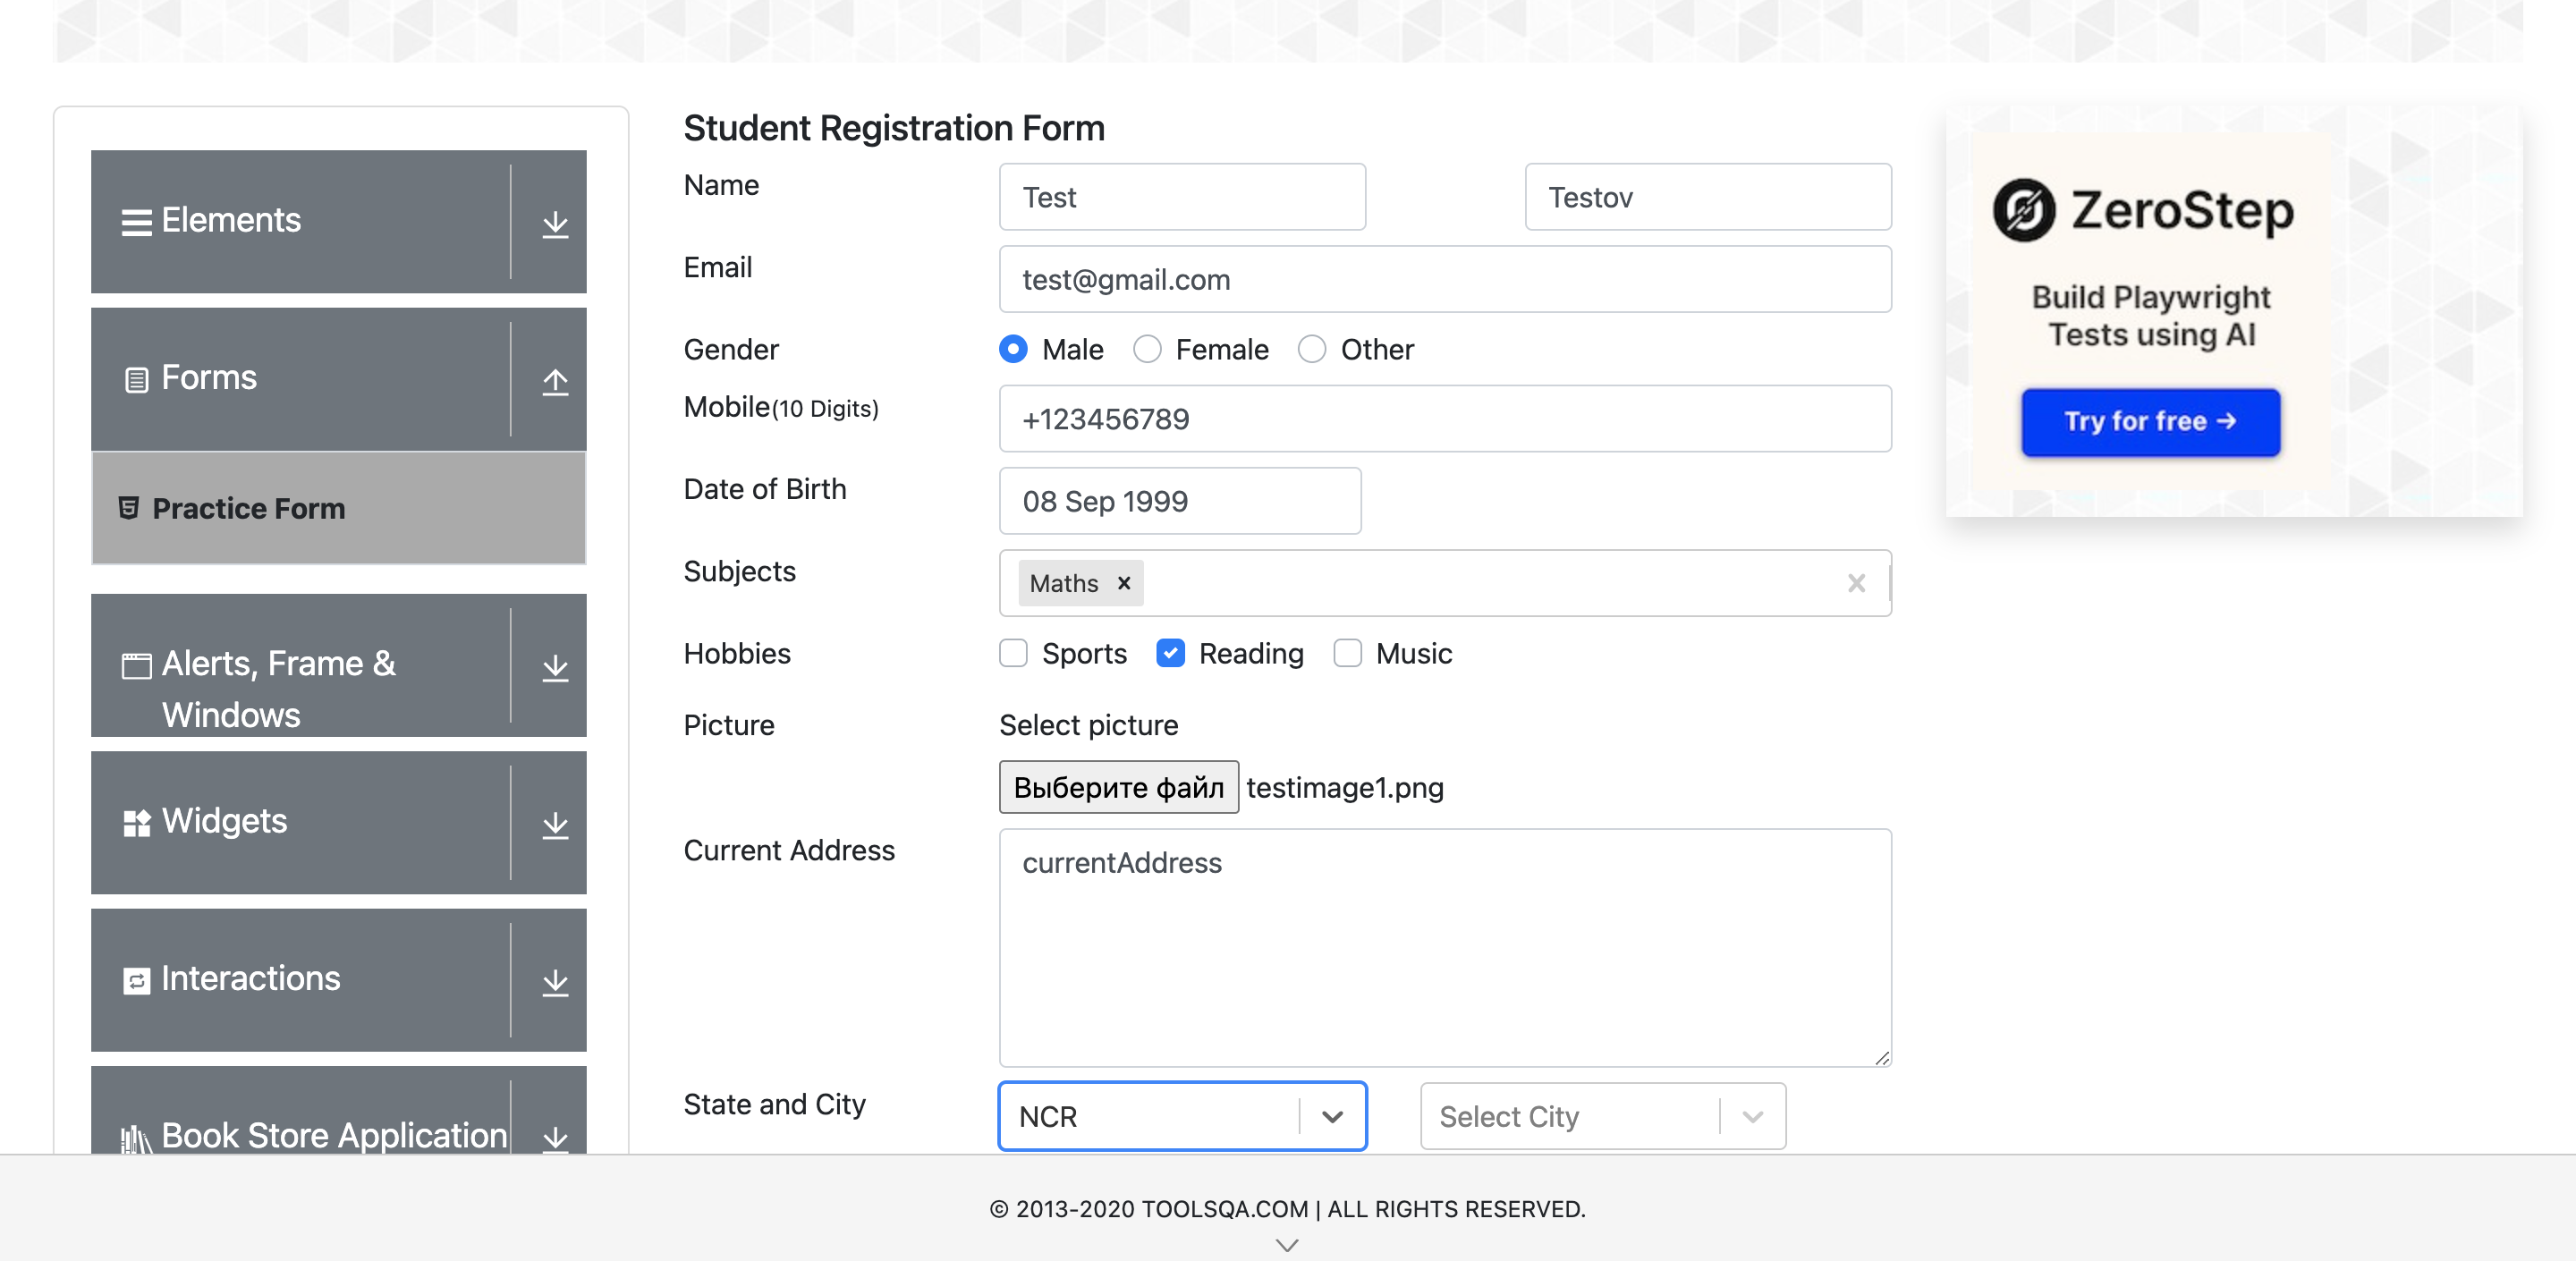 Elements
Forms
Practice Form
Alerts, Frame &
Windows
Widgets
Interactions
Book Store Application
Student Registration Form
Name
Test
Testov
Email
test@gmail.com
Gender
Male
Female
Other
Mobile(10 Digits)
+123456789
Date of Birth
08 Sep 1999
Subjects
Maths
Hobbies
Sports
Reading
Music
Picture
Select picture
Выберите файл testimage1.png
Current Address
currentAddress
State and City
NCR
Select City
ZeroStep
Build Playwright
Tests using AI
Try for free →
© 2013-2020 TOOLSQA.COM | ALL RIGHTS RESERVED.